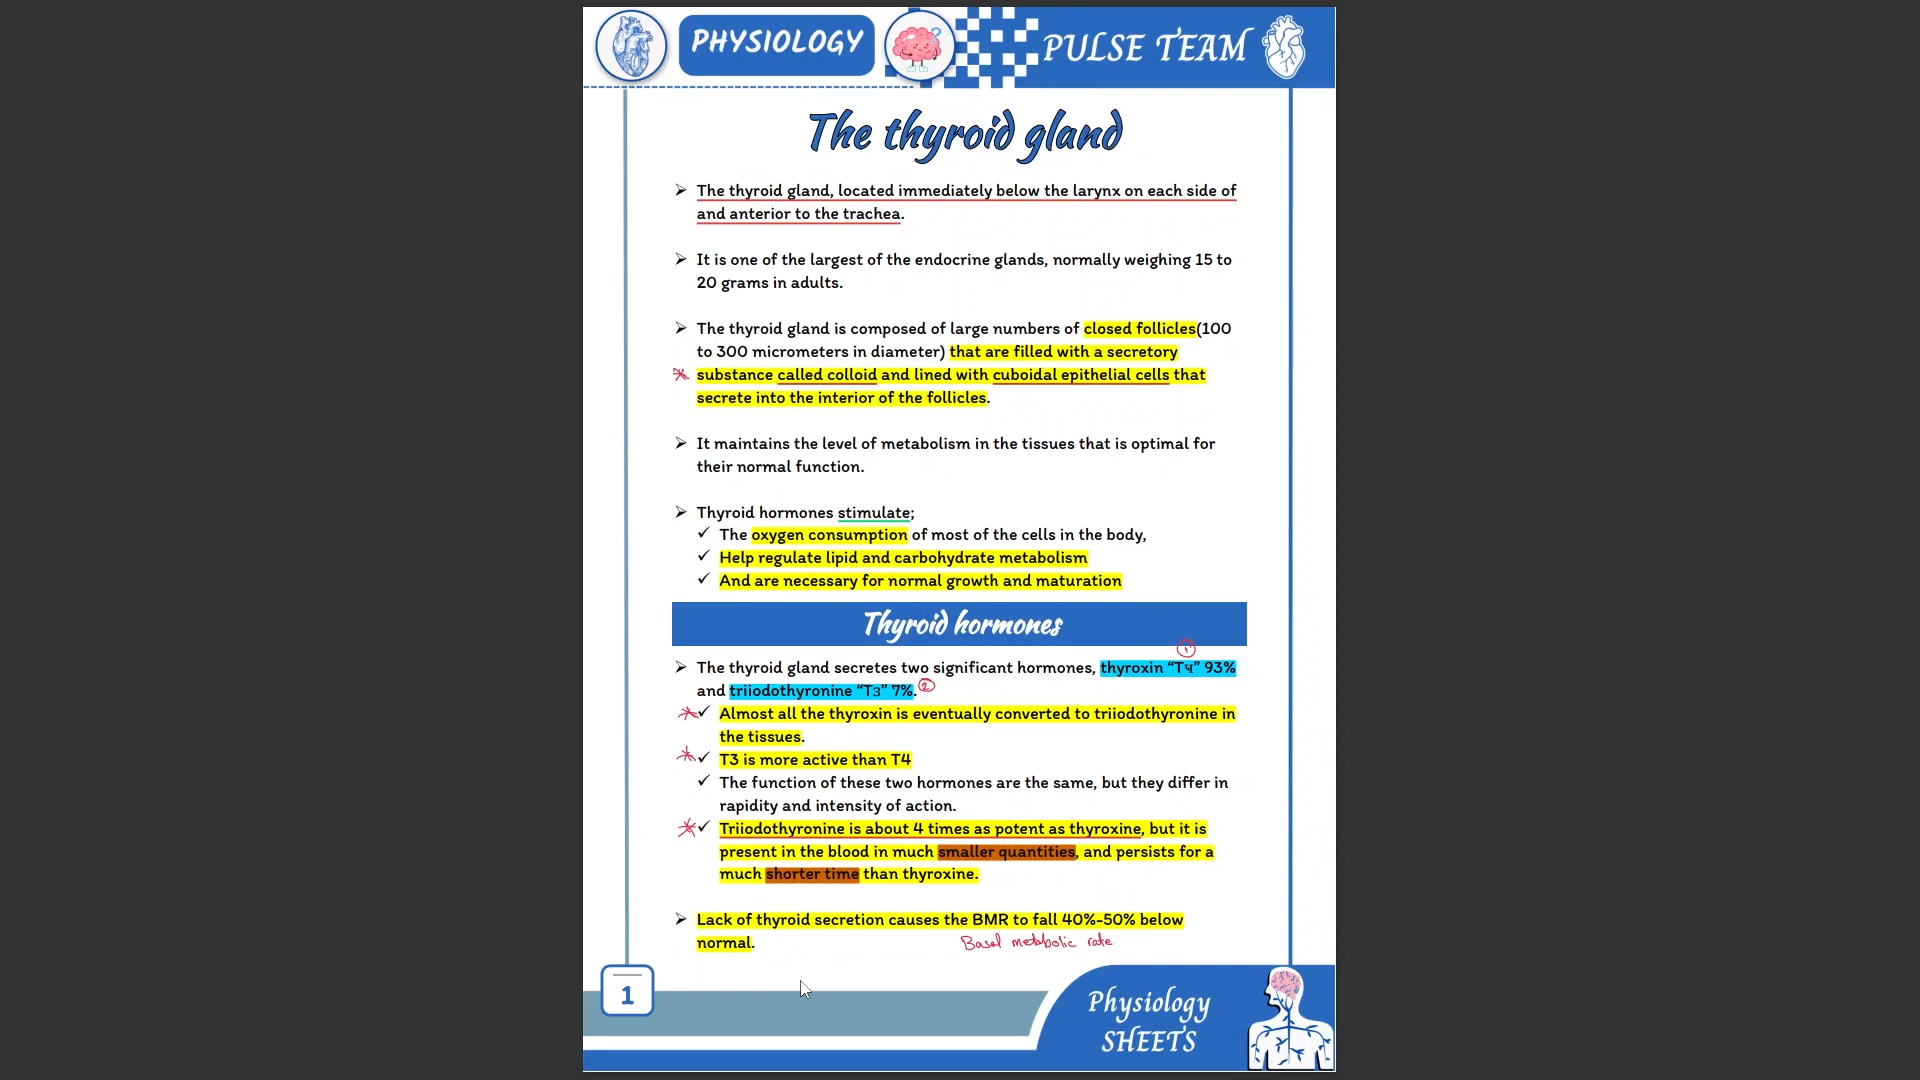 PHYSIOLOGY
PULSE TEAM
The thyroid gland
➢ The thyroid gland, located immediately below the larynx on each side of
and anterior to the trachea.
➢ It is one of the largest of the endocrine glands, normally weighing 15 to
20 grams in adults.
➢ The thyroid gland is composed of large numbers of closed follicles(100
to 300 micrometers in diameter) that are filled with a secretory
substance called colloid and lined with cuboidal epithelial cells that
secrete into the interior of the follicles.
➢ It maintains the level of metabolism in the tissues that is optimal for
their normal function.
➢ Thyroid hormones stimulate;
✓ The oxygen consumption of most of the cells in the body,
✓ Help regulate lipid and carbohydrate metabolism
✓ And are necessary for normal growth and maturation
Thyroid hormones
1
➢ The thyroid gland secretes two significant hormones, thyroxin “T4” 93%
and triiodothyronine “T3” 7%. 2
✓ Almost all the thyroxin is eventually converted to triiodothyronine in
the tissues.
✓ T3 is more active than T4
✓ The function of these two hormones are the same, but they differ in
rapidity and intensity of action.
✓ Triiodothyronine is about 4 times as potent as thyroxine, but it is
present in the blood in much smaller quantities, and persists for a
much shorter time than thyroxine.
➢ Lack of thyroid secretion causes the BMR to fall 40%-50% below
normal.
Basal metabolic rate
1
Physiology
SHEETS